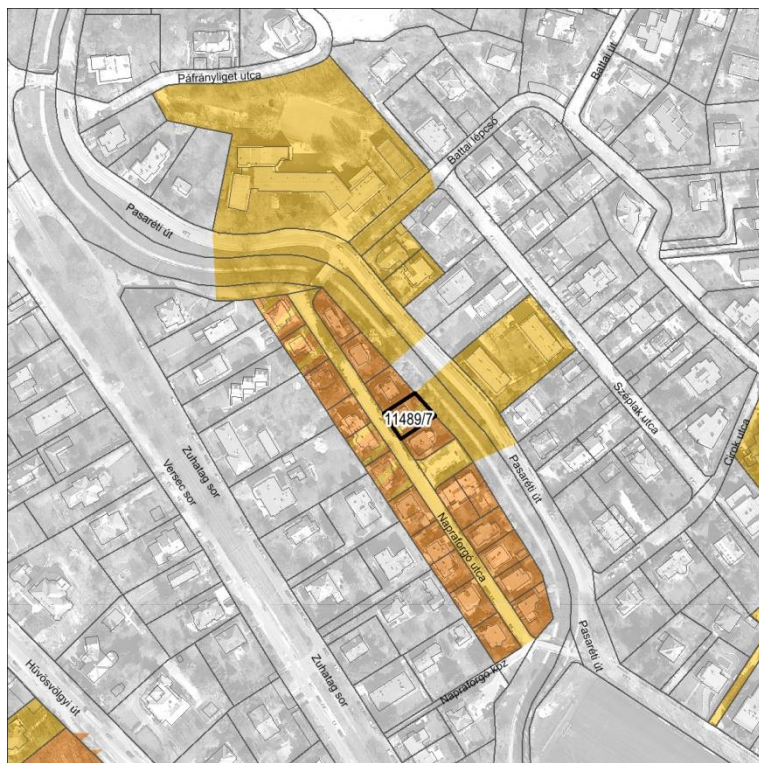 Páfrányliget utca
Battai út
Battai lépcső
Pasaréti út
11489/7
Széplak utca
Cirok utca
Zuhatag sor
Versec sor
Pasaréti út
Napraforgó utca
Pasaréti út
Zuhatag sor
Napraforgó köz
Hűvösvölgyi út